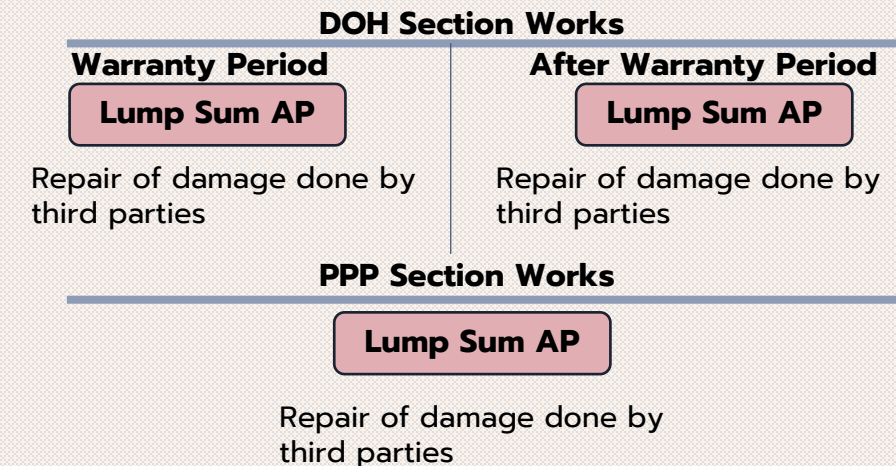 DOH Section Works
Warranty Period
Lump Sum AP
Repair of damage done by
third parties
After Warranty Period
Lump Sum AP
Repair of damage done by
third parties
PPP Section Works
Lump Sum AP
Repair of damage done by
third parties